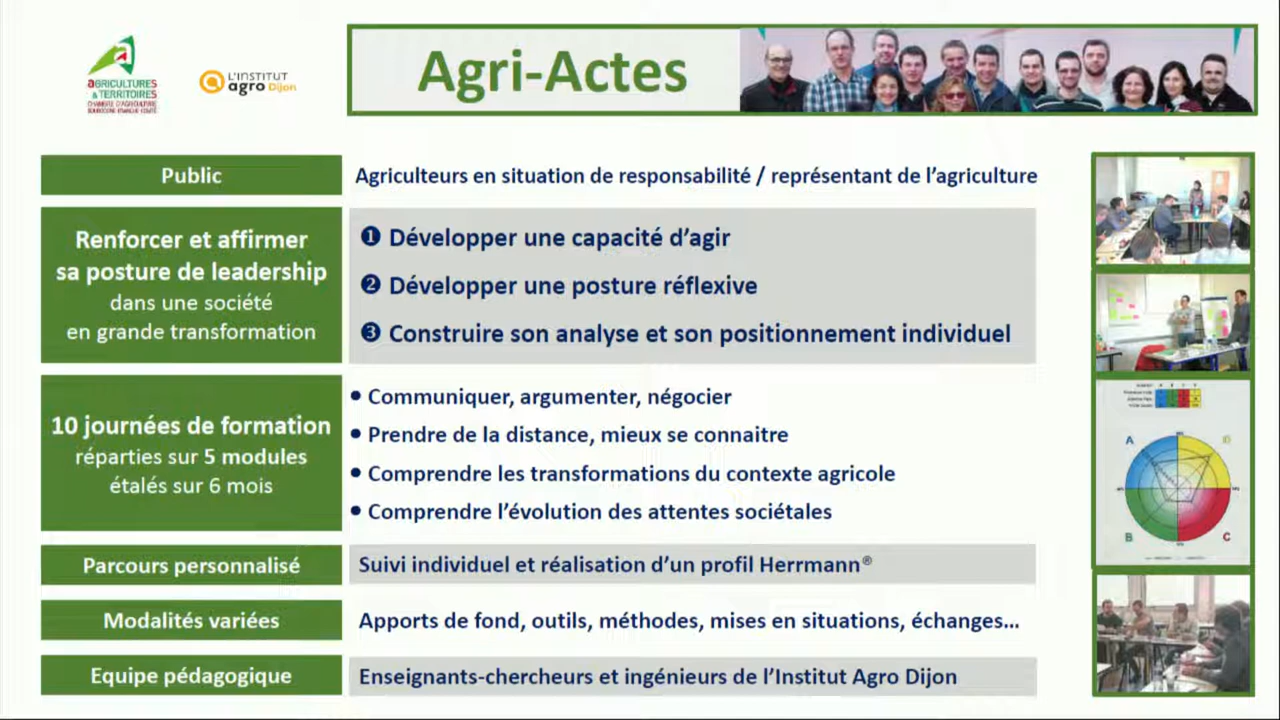 AGRICULTURES
& TERRITOIRES
CHAMBRE D'AGRICULTURE
BOURGOGNE FRANCHE-COMTÉ
L'INSTITUT
agro Dijon
Agri-Actes
Public
Agriculteurs en situation de responsabilité / représentant de l'agriculture
Renforcer et affirmer
sa posture de leadership
dans une société
en grande transformation
❶ Développer une capacité d'agir
❷ Développer une posture réflexive
❸ Construire son analyse et son positionnement individuel
10 journées de formation
réparties sur 5 modules
étalés sur 6 mois
• Communiquer, argumenter, négocier
• Prendre de la distance, mieux se connaitre
• Comprendre les transformations du contexte agricole
• Comprendre l'évolution des attentes sociétales
Parcours personnalisé
Suivi individuel et réalisation d'un profil Herrmann®
Modalités variées
Apports de fond, outils, méthodes, mises en situations, échanges...
Equipe pédagogique
Enseignants-chercheurs et ingénieurs de l'Institut Agro Dijon
A
D
B
C